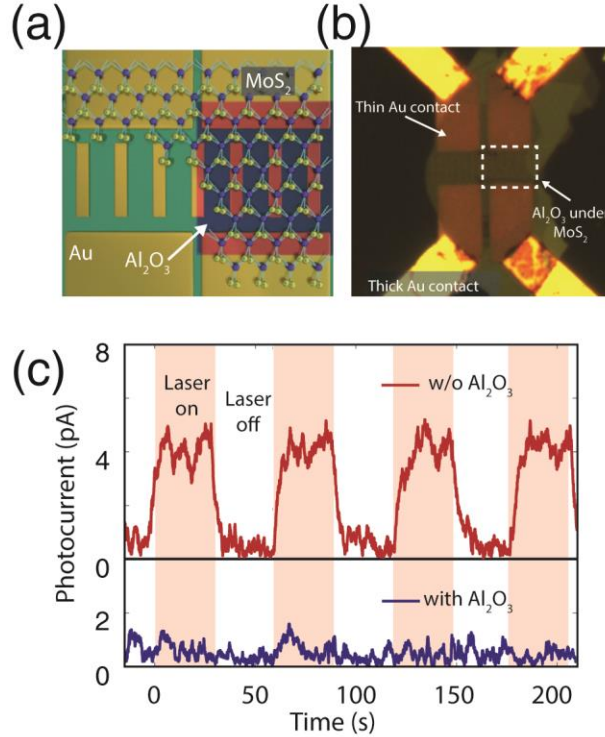 (a)
MoS₂
Au
Al₂O₃
(b)
Thin Au contact
Al₂O₃ under
MoS₂
Thick Au contact
(c)
Photocurrent (pA)
8
4
0
2
0
Laser
on
Laser
off
w/o Al₂O₃
with Al₂O₃
0 50 100 150 200
Time (s)